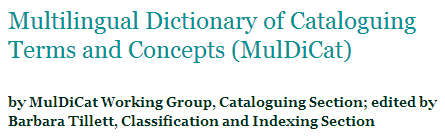 Multilingual Dictionary of Cataloguing
Terms and Concepts (MulDiCat)
by MulDiCat Working Group, Cataloguing Section; edited by
Barbara Tillett, Classification and Indexing Section